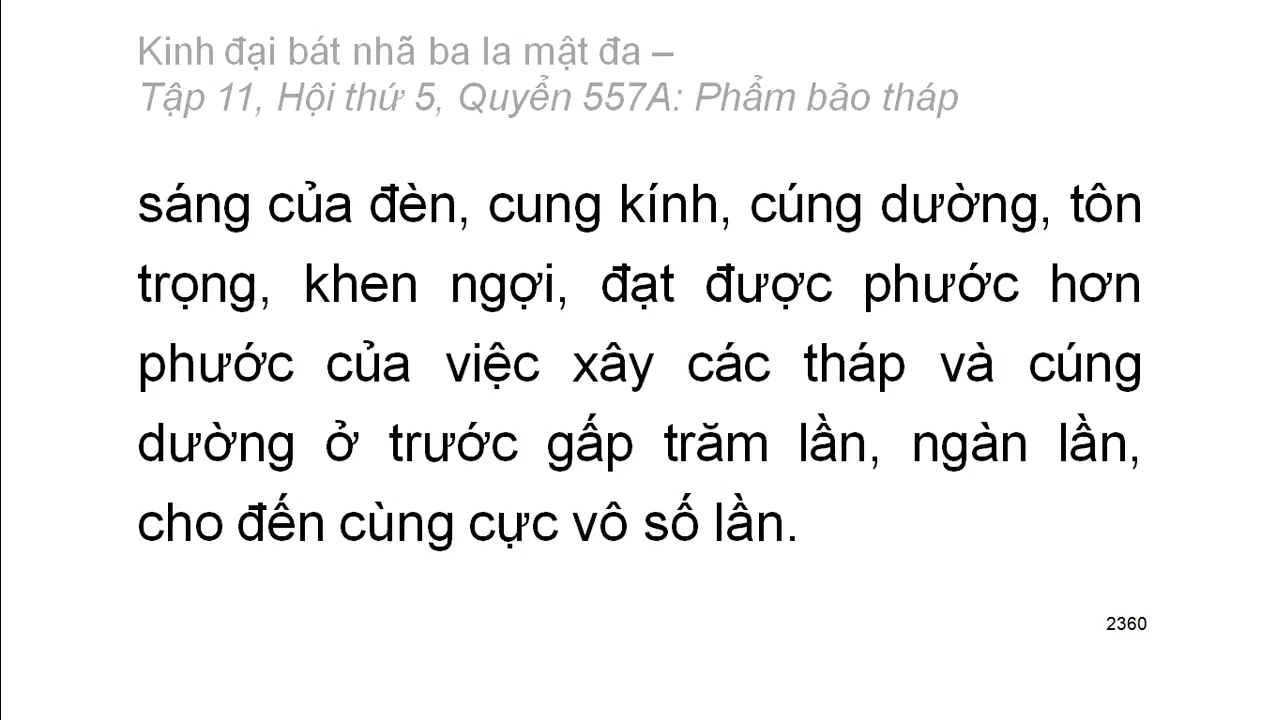 Kinh đại bát nhã ba la mật đa –
Tập 11, Hội thứ 5, Quyển 557A: Phẩm bảo tháp
sáng của đèn, cung kính, cúng dường, tôn
trọng, khen ngợi, đạt được phước hơn
phước của việc xây các tháp và cúng
dường ở trước gấp trăm lần, ngàn lần,
cho đến cùng cực vô số lần.
2360